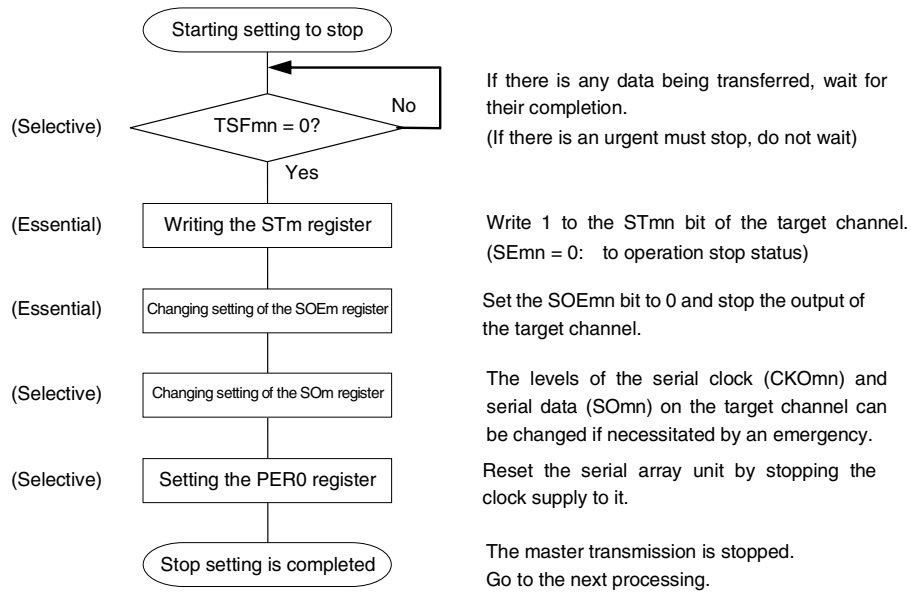 Starting setting to stop
If there is any data being transferred, wait for
their completion.
(If there is an urgent must stop, do not wait)
No
(Selective)
TSFmn = 0?
Yes
(Essential)
Writing the STm register
Write 1 to the STmn bit of the target channel.
(SEmn = 0: to operation stop status)
(Essential)
Changing setting of the SOEm register
Set the SOEmn bit to 0 and stop the output of
the target channel.
(Selective)
Changing setting of the SOm register
The levels of the serial clock (CKOmn) and
serial data (SOmn) on the target channel can
be changed if necessitated by an emergency.
(Selective)
Setting the PER0 register
Reset the serial array unit by stopping the
clock supply to it.
Stop setting is completed
The master transmission is stopped.
Go to the next processing.